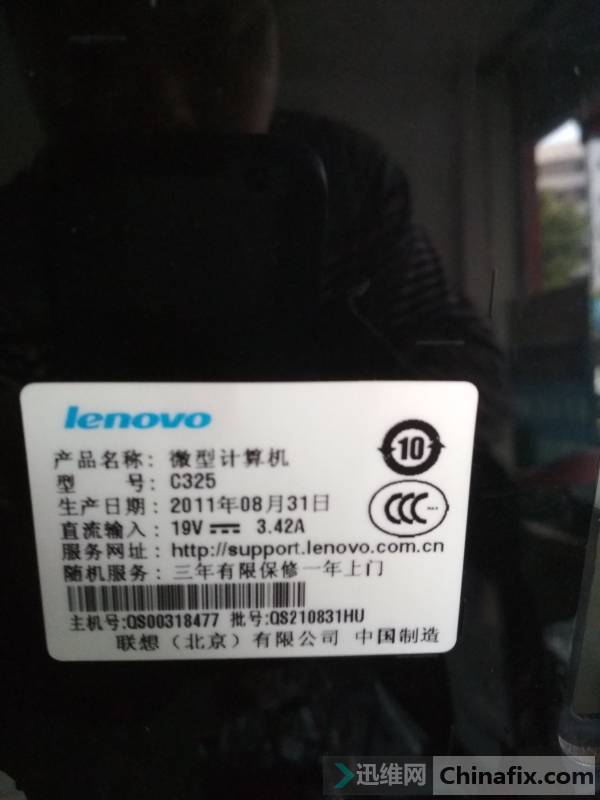 lenovo
产品名称：微型计算机
型 号：C325
生产日期：2011年08月31日
直流输入：19V 3.42A
服务网址：http://support.lenovo.com.cn
随机服务：三年有限保修一年上门
主机号:QS00318477 批号:QS210831HU
联想（北京）有限公司 中国制造
10
CCC
迅维网 Chinafix.com